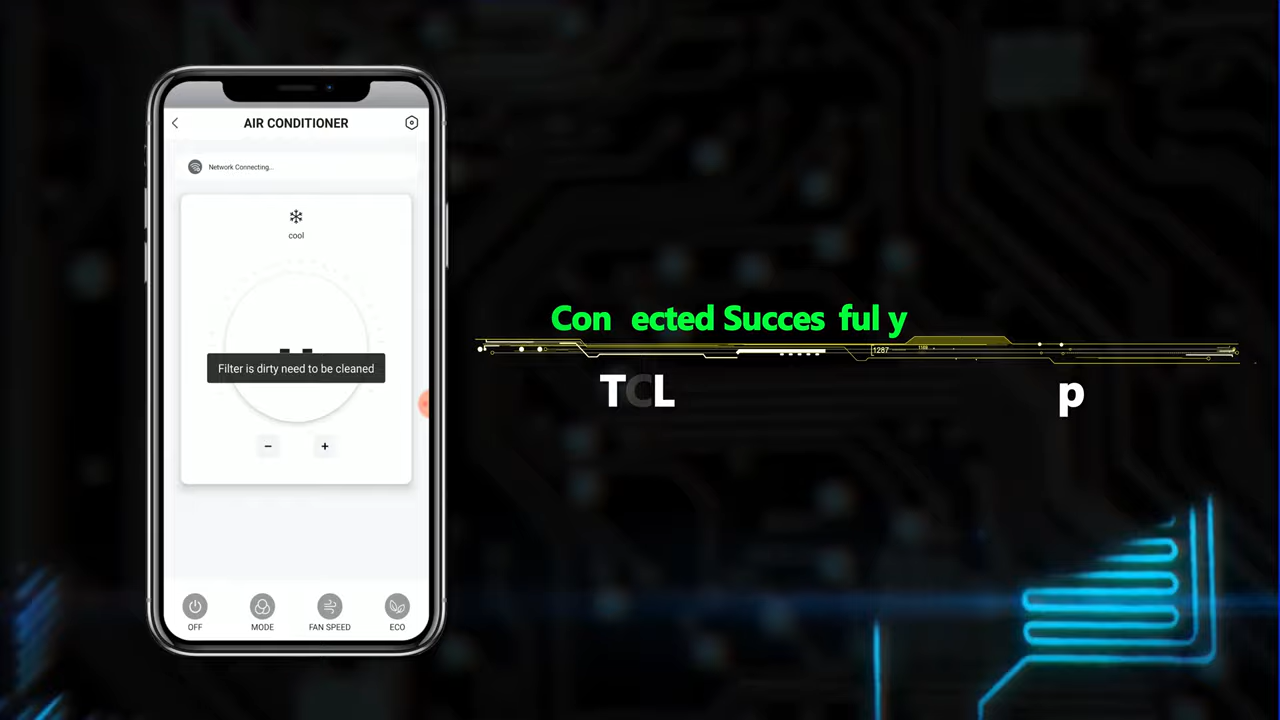 AIR CONDITIONER
Network Connecting...
cool
Filter is dirty need to be cleaned
− +
OFF MODE FAN SPEED ECO
Con ected Succes ful y
1287
TCL p